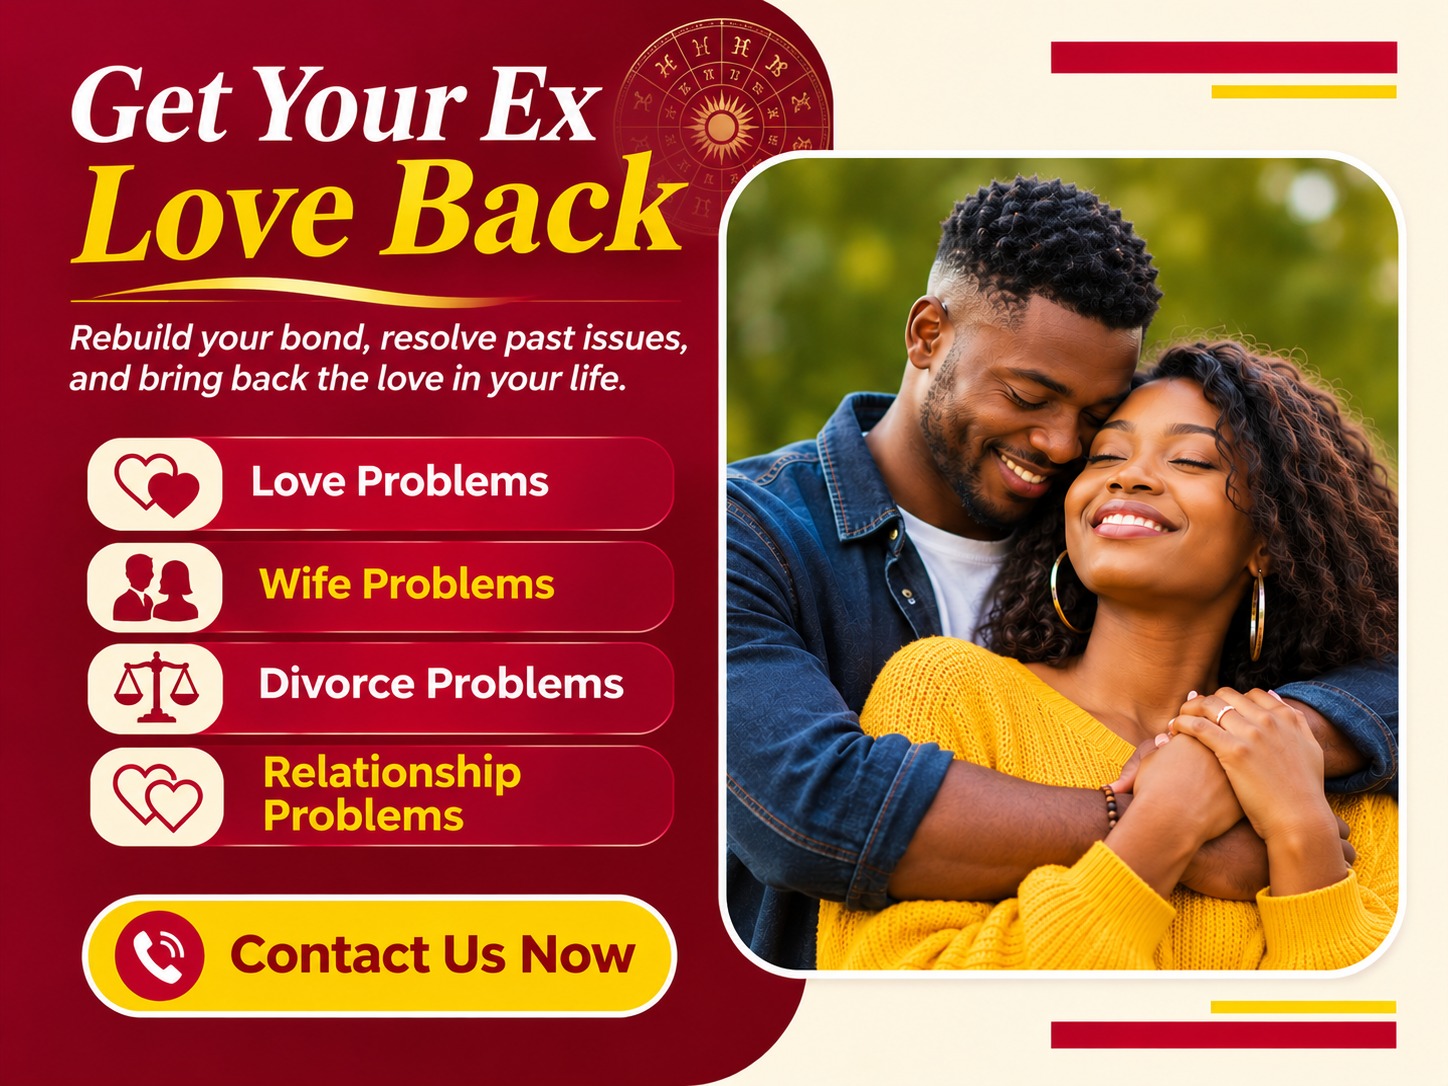 Get Your Ex
Love Back
Rebuild your bond, resolve past issues,
and bring back the love in your life.
Love Problems
Wife Problems
Divorce Problems
Relationship
Problems
Contact Us Now